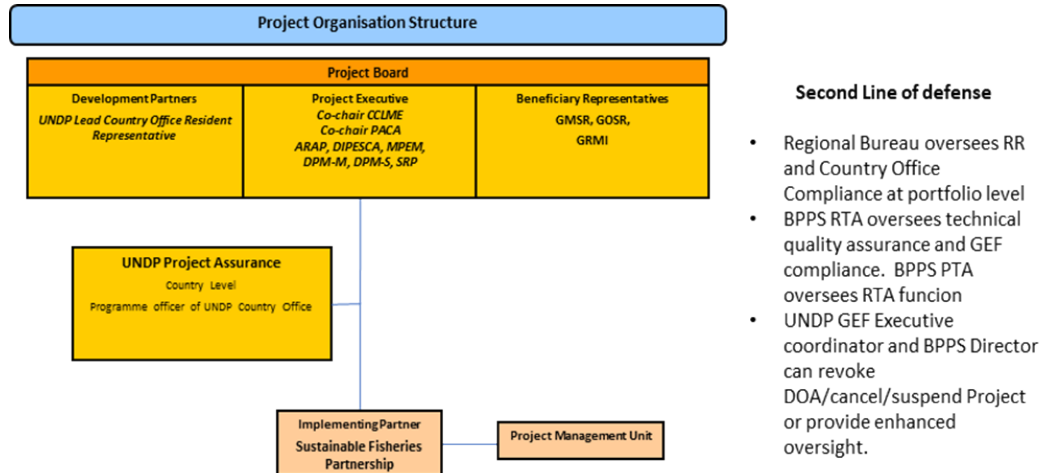 Project Organisation Structure
Project Board
Development Partners
UNDP Lead Country Office Resident
Representative
Project Executive
Co-chair CCLME
Co-chair PACA
ARAP, DIPESCA, MPEM,
DPM-M, DPM-S, SRP
Beneficiary Representatives
GMSR, GOSR,
GRMI
UNDP Project Assurance
Country Level
Programme officer of UNDP Country Office
Implementing Partner
Sustainable Fisheries
Partnership
Project Management Unit
Second Line of defense
• Regional Bureau oversees RR
and Country Office
Compliance at portfolio level
• BPPS RTA oversees technical
quality assurance and GEF
compliance. BPPS PTA
oversees RTA funcion
• UNDP GEF Executive
coordinator and BPPS Director
can revoke
DOA/cancel/suspend Project
or provide enhanced
oversight.